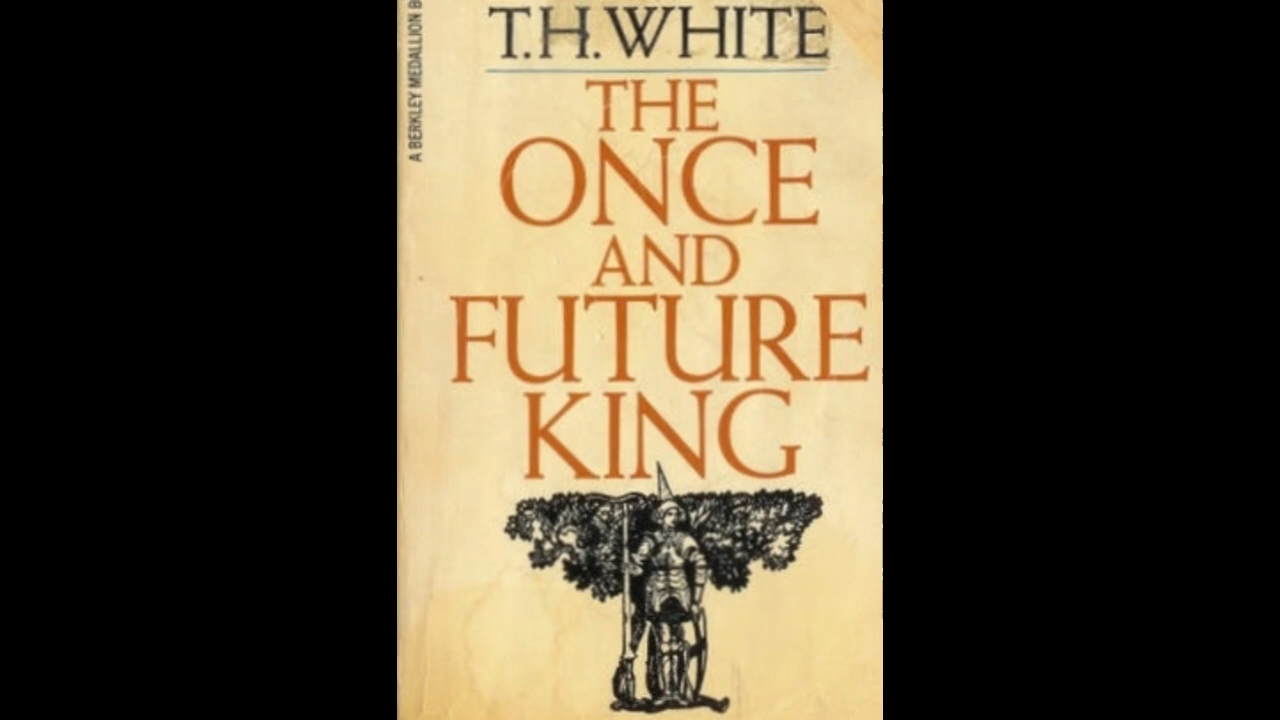 A BERKLEY MEDALLION B
T.H. WHITE
THE
ONCE
AND
FUTURE
KING